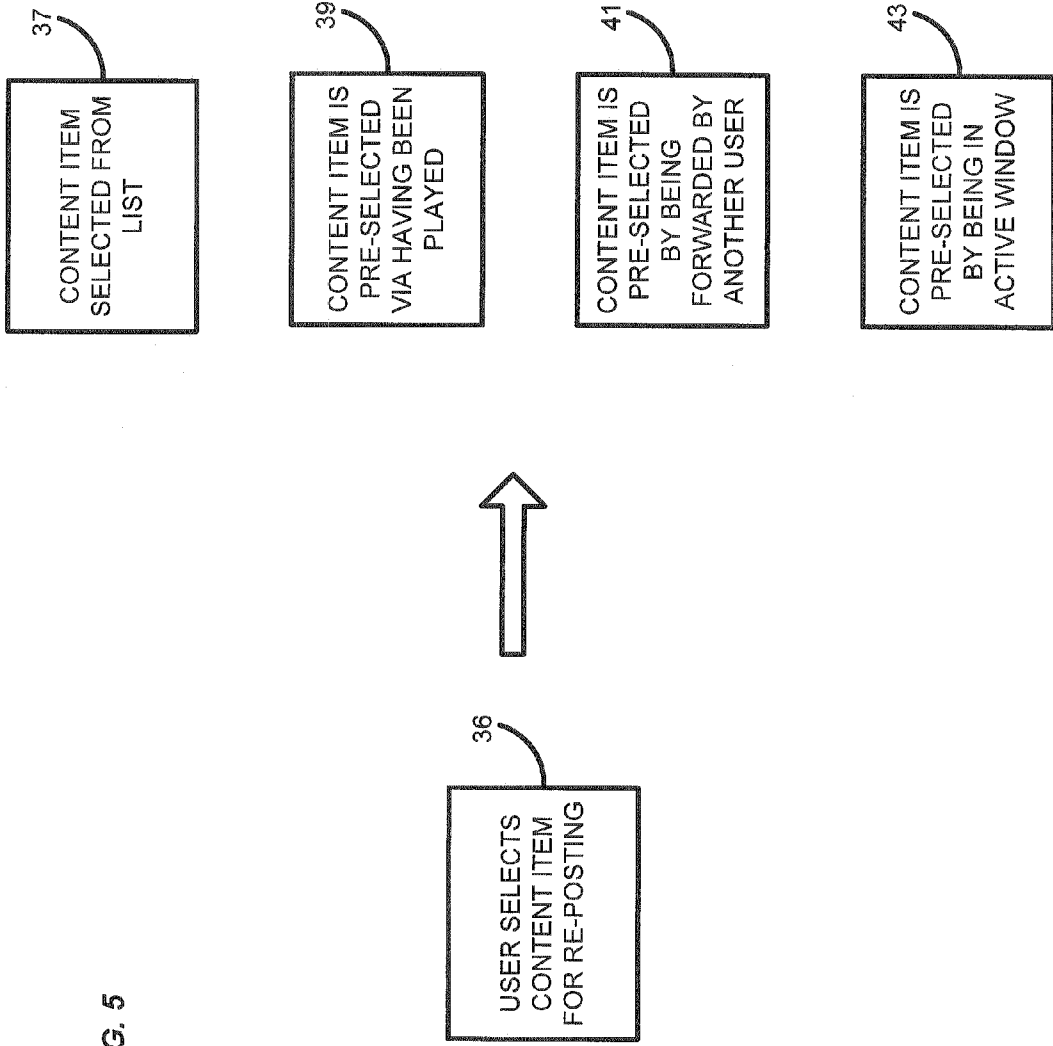 G. 5
36
USER SELECTS
CONTENT ITEM
FOR RE-POSTING
37
CONTENT ITEM
SELECTED FROM
LIST
39
CONTENT ITEM IS
PRE-SELECTED
VIA HAVING BEEN
PLAYED
41
CONTENT ITEM IS
PRE-SELECTED
BY BEING
FORWARDED BY
ANOTHER USER
43
CONTENT ITEM IS
PRE-SELECTED
BY BEING IN
ACTIVE WINDOW